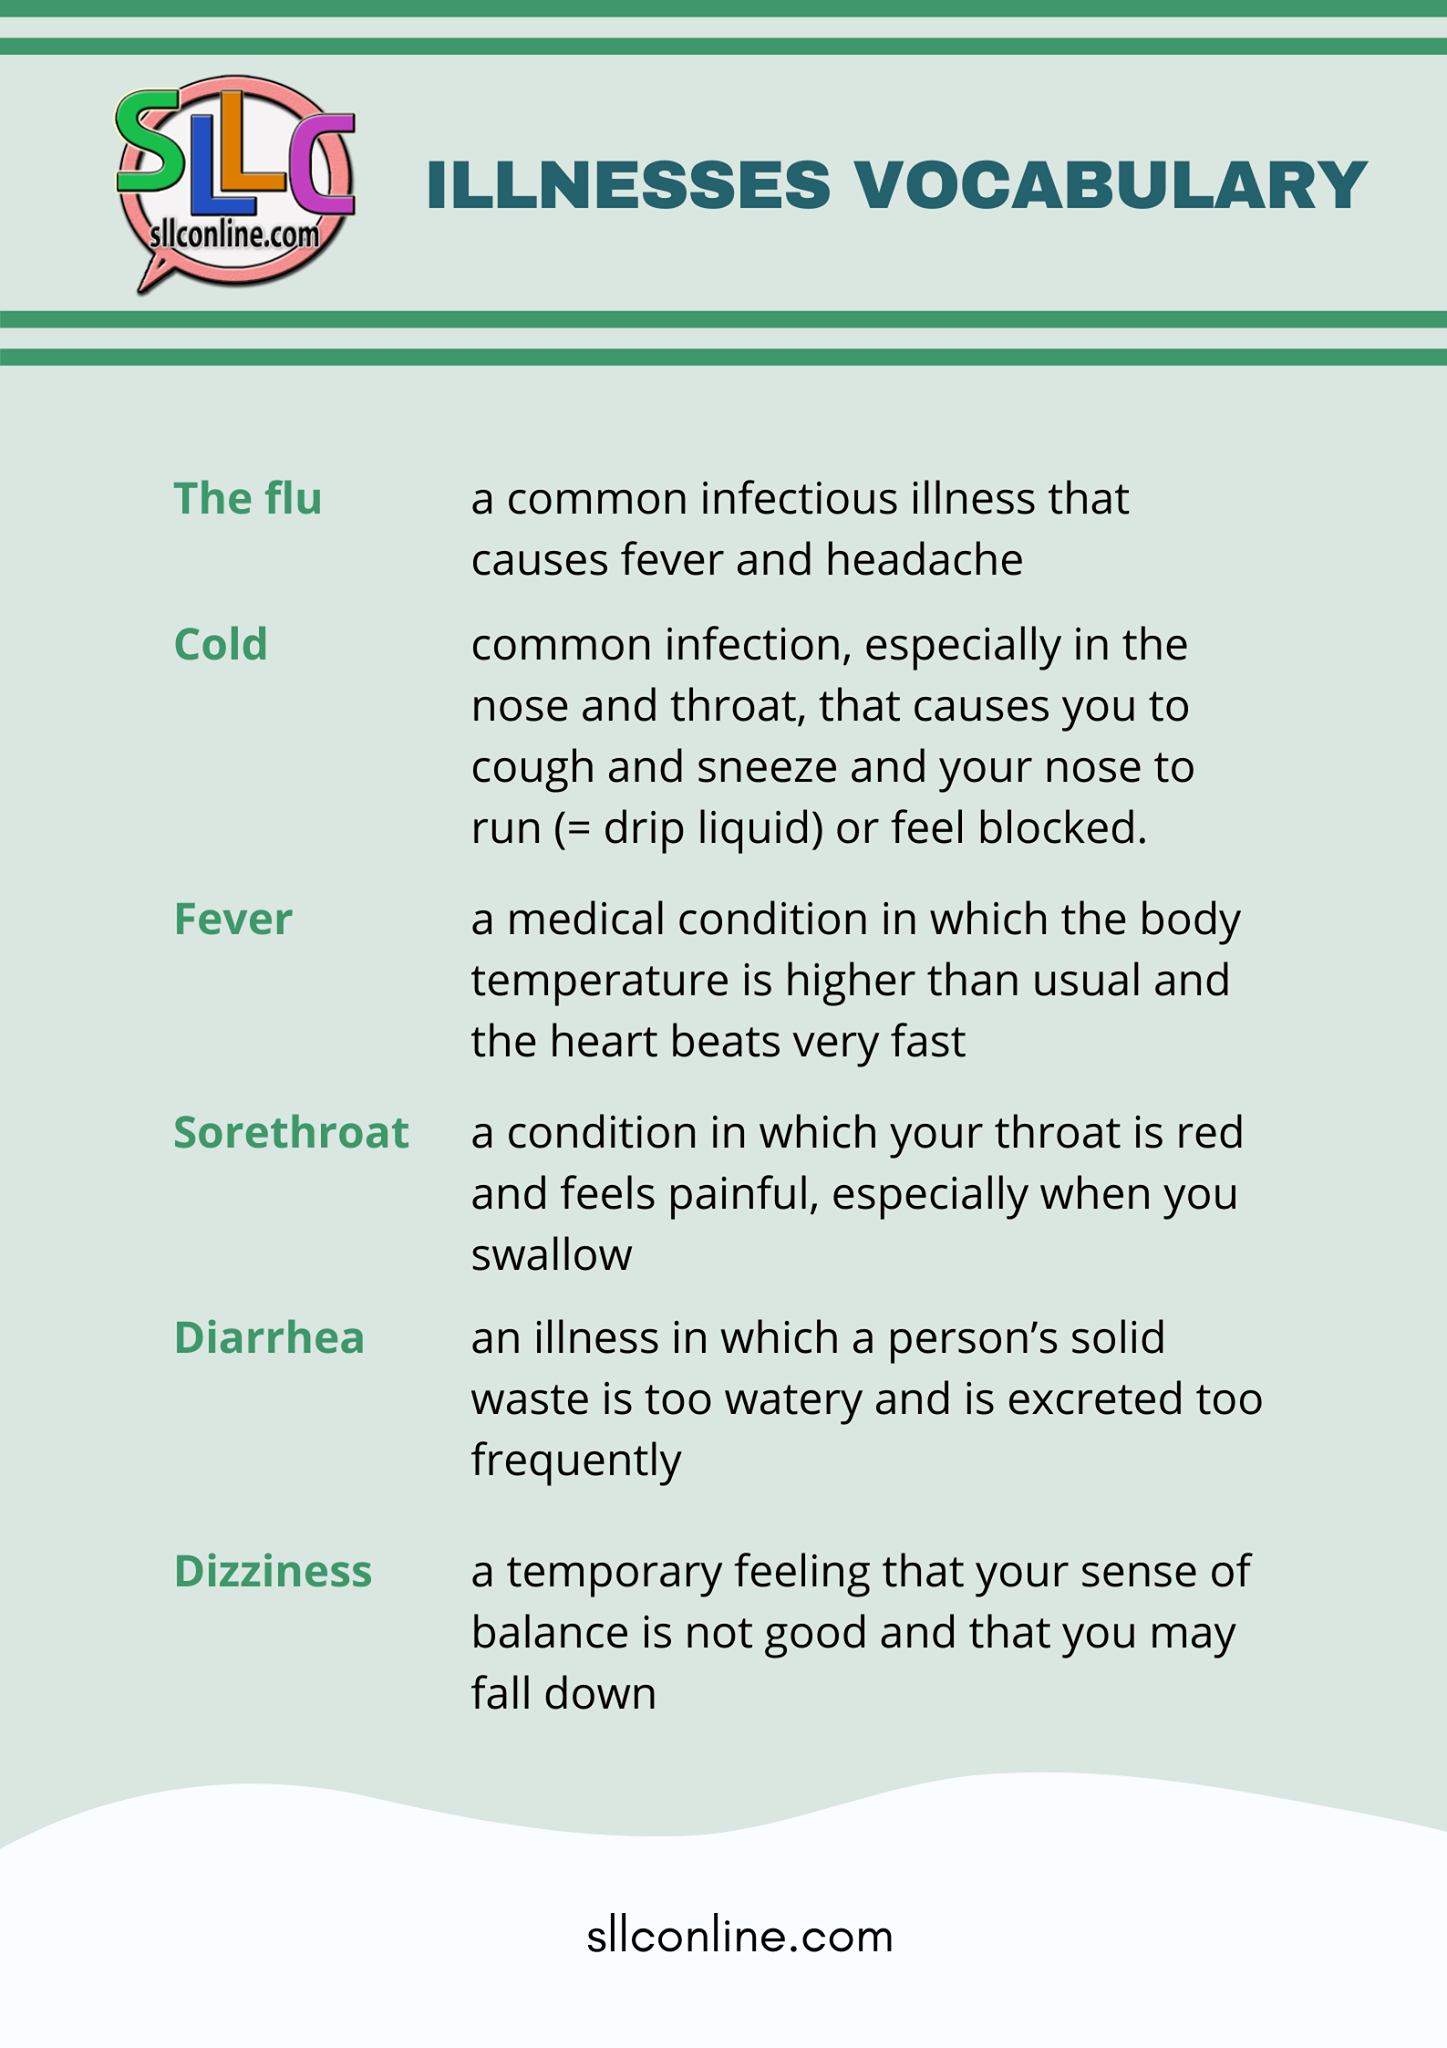 SLLC
sllconline.com
ILLNESSES VOCABULARY
The flu
a common infectious illness that
causes fever and headache
Cold
common infection, especially in the
nose and throat, that causes you to
cough and sneeze and your nose to
run (= drip liquid) or feel blocked.
Fever
a medical condition in which the body
temperature is higher than usual and
the heart beats very fast
Sorethroat
a condition in which your throat is red
and feels painful, especially when you
swallow
Diarrhea
an illness in which a person’s solid
waste is too watery and is excreted too
frequently
Dizziness
a temporary feeling that your sense of
balance is not good and that you may
fall down
sllconline.com